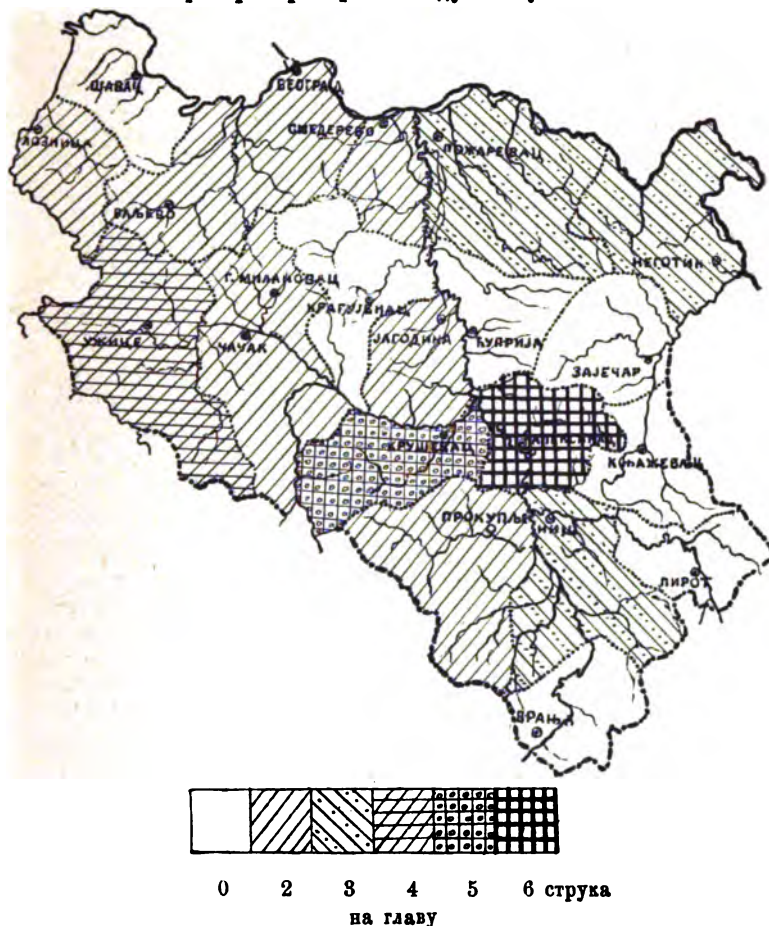 ШАБАЦ
БЕОГРАД
СМЕДЕРЕВО
ЛОЗНИЦА
ПОЖАРЕВАЦ
ВАЉЕВО
НЕГОТИН
Г. МИЛАНОВАЦ
КРАГУЈЕВАЦ
УЖИЦЕ
ЧАЧАК
ЈАГОДИНА
ЋУПРИЈА
ЗАЈЕЧАР
КРУШЕВАЦ
КЊАЖЕВАЦ
ПРОКУПЉЕ
НИШ
ПИРОТ
ВРАЊА
0 2 3 4 5 6 струка
на главу